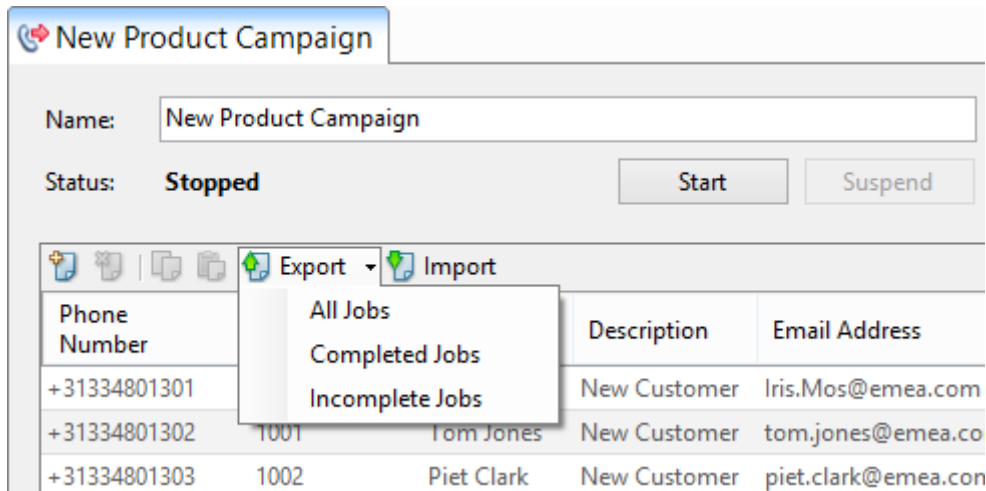 New Product Campaign
Name: New Product Campaign
Status: Stopped Start Suspend
Export Import
All Jobs
Completed Jobs
Incomplete Jobs
Phone Number Description Email Address
+31334801301 New Customer Iris.Mos@emea.com
+31334801302 1001 Tom Jones New Customer tom.jones@emea.co
+31334801303 1002 Piet Clark New Customer piet.clark@emea.com